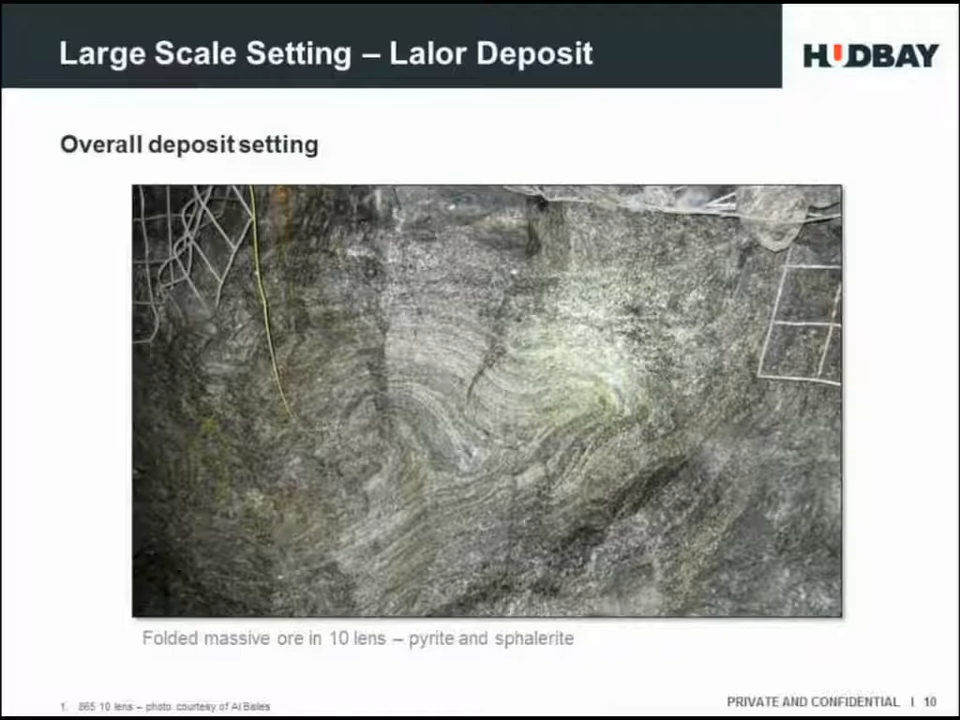 Large Scale Setting – Lalor Deposit
HUDBAY
Overall deposit setting
Folded massive ore in 10 lens – pyrite and sphalerite
1. 865 10 lens – photo courtesy of Al Bailes
PRIVATE AND CONFIDENTIAL I 10